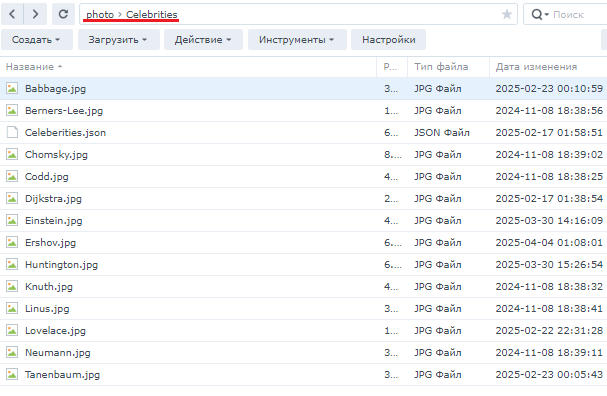 photo › Celebrities Поиск
Создать Загрузить Действие Инструменты Настройки
Название Р... Тип файла Дата изменения
Babbage.jpg 3... JPG Файл 2025-02-23 00:10:59
Berners-Lee.jpg 1... JPG Файл 2024-11-08 18:38:56
Celeberities.json 6... JSON Файл 2025-02-17 01:58:51
Chomsky.jpg 8.... JPG Файл 2024-11-08 18:39:02
Codd.jpg 4... JPG Файл 2024-11-08 18:38:25
Dijkstra.jpg 2... JPG Файл 2025-02-17 01:38:54
Einstein.jpg 4... JPG Файл 2025-03-30 14:16:09
Ershov.jpg 6.... JPG Файл 2025-04-04 01:08:01
Huntington.jpg 6.... JPG Файл 2025-03-30 15:26:54
Knuth.jpg 4... JPG Файл 2024-11-08 18:38:32
Linus.jpg 3... JPG Файл 2024-11-08 18:38:41
Lovelace.jpg 1... JPG Файл 2025-02-22 22:31:28
Neumann.jpg 3... JPG Файл 2024-11-08 18:39:11
Tanenbaum.jpg 3... JPG Файл 2025-02-23 00:05:43